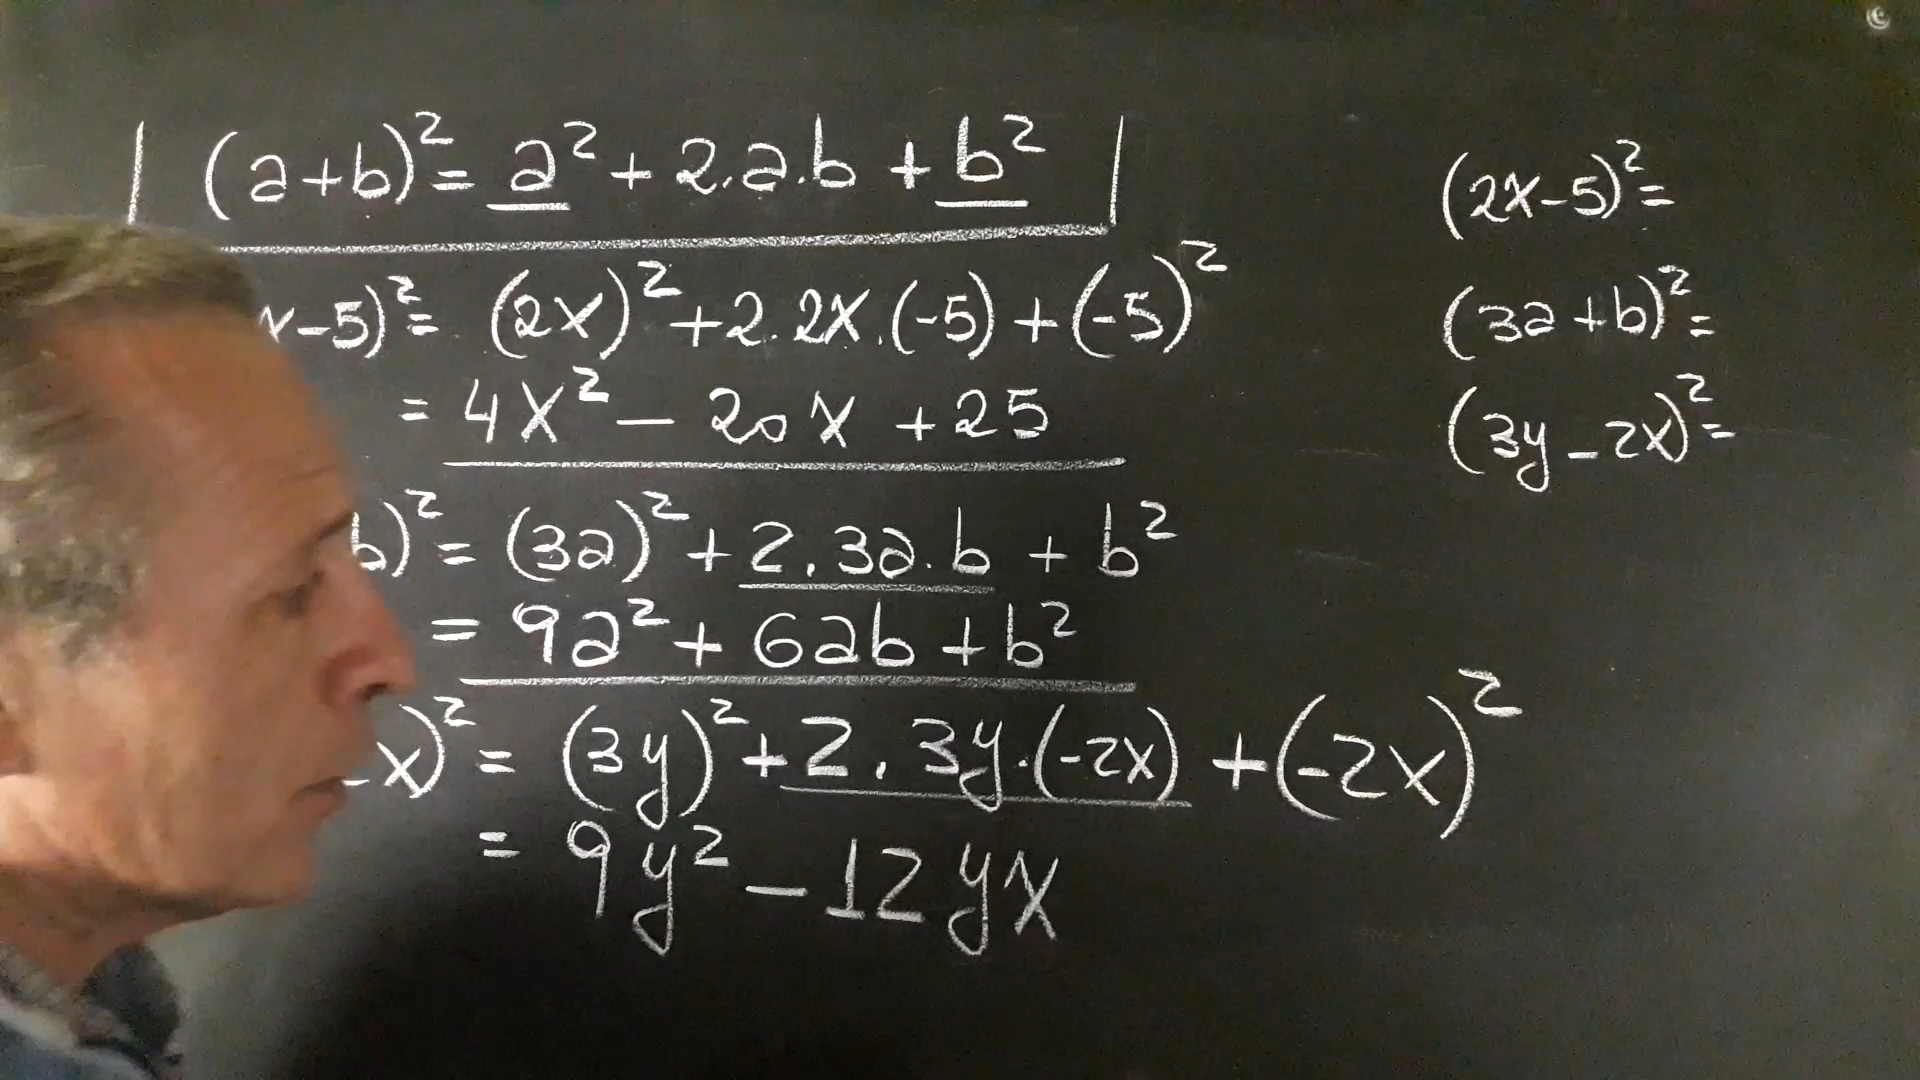 (a+b)²= a² + 2.a.b + b²
x-5)²= (2x)² +2.2x.(-5) + (-5)²
= 4x² - 20x + 25
b)² = (3a)² + 2.3a.b + b²
= 9a² + 6ab + b²
-x)² = (3y)² + 2.3y.(-2x) + (-2x)²
= 9y² - 12yx
(2x-5)²=
(3a+b)²=
(3y-2x)²=